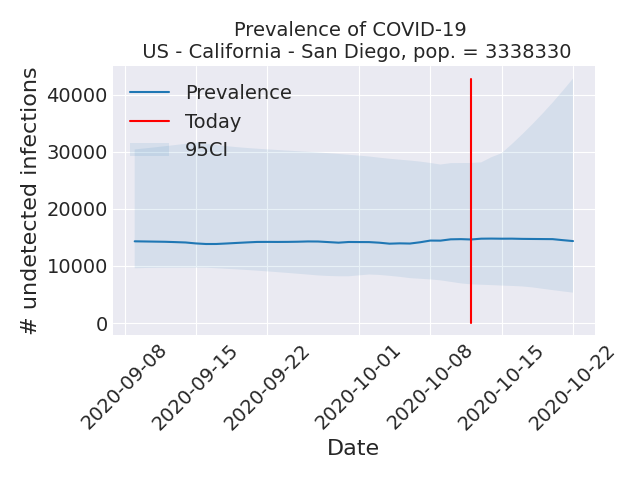 Prevalence of COVID-19
US - California - San Diego, pop. = 3338330
# undetected infections
40000
30000
20000
10000
0
Prevalence
Today
95CI
2020-09-08
2020-09-15
2020-09-22
2020-10-01
2020-10-08
2020-10-15
2020-10-22
Date